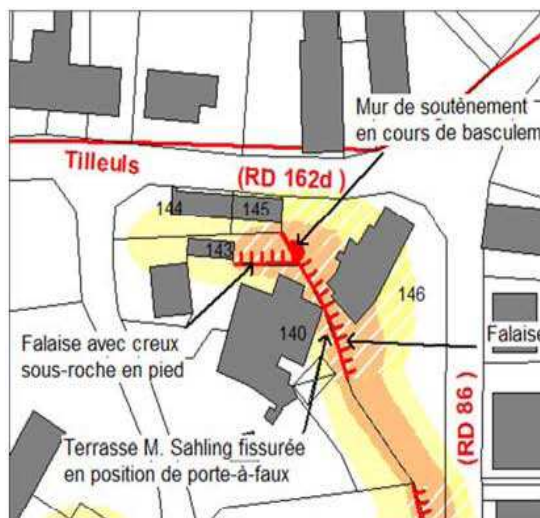 Mur de soutènement
en cours de basculem
Tilleuls
(RD 162d )
144
145
143
146
140
Falaise avec creux
sous-roche en pied
Falaise
(RD 86 )
Terrasse M. Sahling fissurée
en position de porte-à-faux